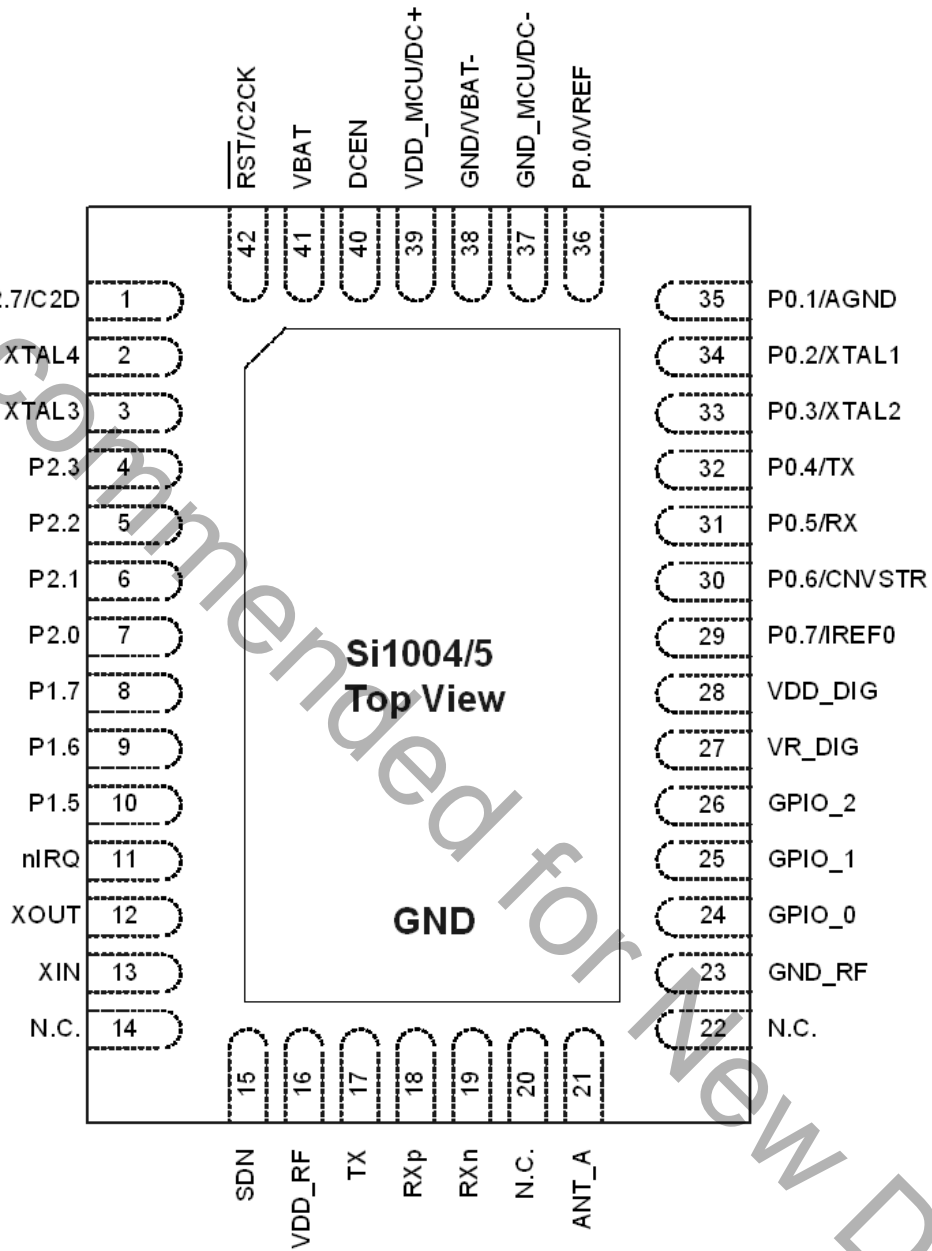 RST/C2CK
VBAT
DCEN
VDD_MCU/DC+
GND/VBAT-
GND_MCU/DC-
P0.0/VREF
42
41
40
39
38
37
36
.7/C2D 1
XTAL4 2
XTAL3 3
P2.3 4
P2.2 5
P2.1 6
P2.0 7
P1.7 8
P1.6 9
P1.5 10
nIRQ 11
XOUT 12
XIN 13
N.C. 14
35 P0.1/AGND
34 P0.2/XTAL1
33 P0.3/XTAL2
32 P0.4/TX
31 P0.5/RX
30 P0.6/CNVSTR
29 P0.7/IREF0
28 VDD_DIG
27 VR_DIG
26 GPIO_2
25 GPIO_1
24 GPIO_0
23 GND_RF
22 N.C.
Si1004/5
Top View
GND
15
16
17
18
19
20
21
SDN
VDD_RF
TX
RXp
RXn
N.C.
ANT_A
commended for New D